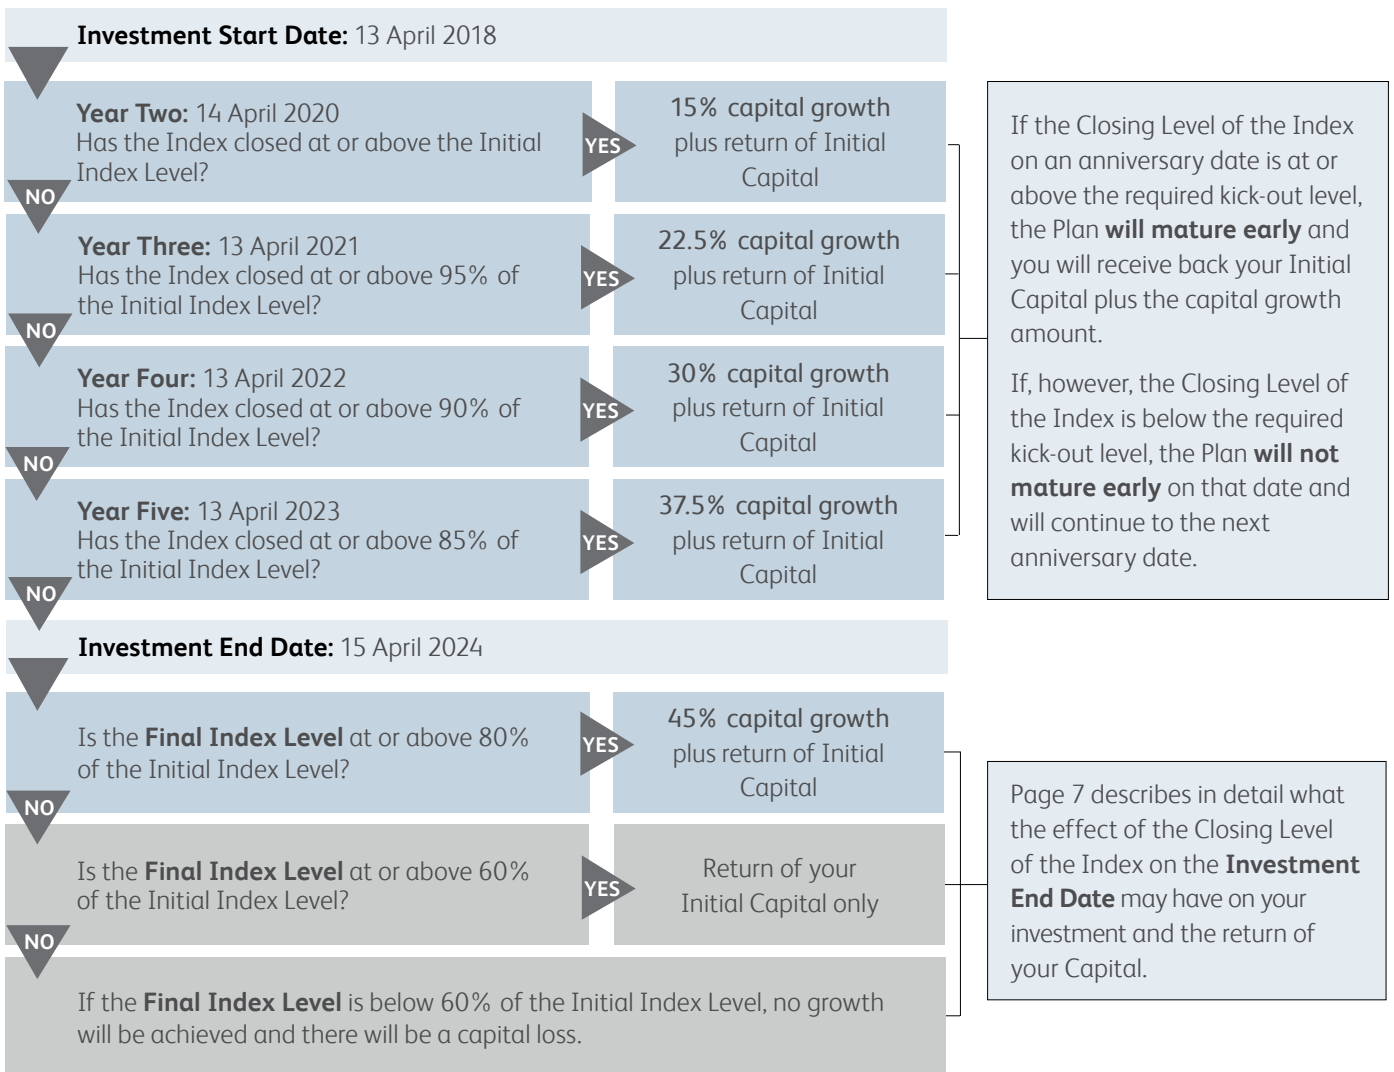 Investment Start Date: 13 April 2018
Year Two: 14 April 2020
Has the Index closed at or above the Initial
Index Level?
YES
15% capital growth
plus return of Initial
Capital
NO
Year Three: 13 April 2021
Has the Index closed at or above 95% of
the Initial Index Level?
YES
22.5% capital growth
plus return of Initial
Capital
NO
Year Four: 13 April 2022
Has the Index closed at or above 90% of
the Initial Index Level?
YES
30% capital growth
plus return of Initial
Capital
NO
Year Five: 13 April 2023
Has the Index closed at or above 85% of
the Initial Index Level?
YES
37.5% capital growth
plus return of Initial
Capital
NO
If the Closing Level of the Index
on an anniversary date is at or
above the required kick-out level,
the Plan will mature early and
you will receive back your Initial
Capital plus the capital growth
amount.
If, however, the Closing Level of
the Index is below the required
kick-out level, the Plan will not
mature early on that date and
will continue to the next
anniversary date.
Investment End Date: 15 April 2024
Is the Final Index Level at or above 80%
of the Initial Index Level?
YES
45% capital growth
plus return of Initial
Capital
NO
Is the Final Index Level at or above 60%
of the Initial Index Level?
YES
Return of your
Initial Capital only
NO
If the Final Index Level is below 60% of the Initial Index Level, no growth
will be achieved and there will be a capital loss.
Page 7 describes in detail what
the effect of the Closing Level
of the Index on the Investment
End Date may have on your
investment and the return of
your Capital.